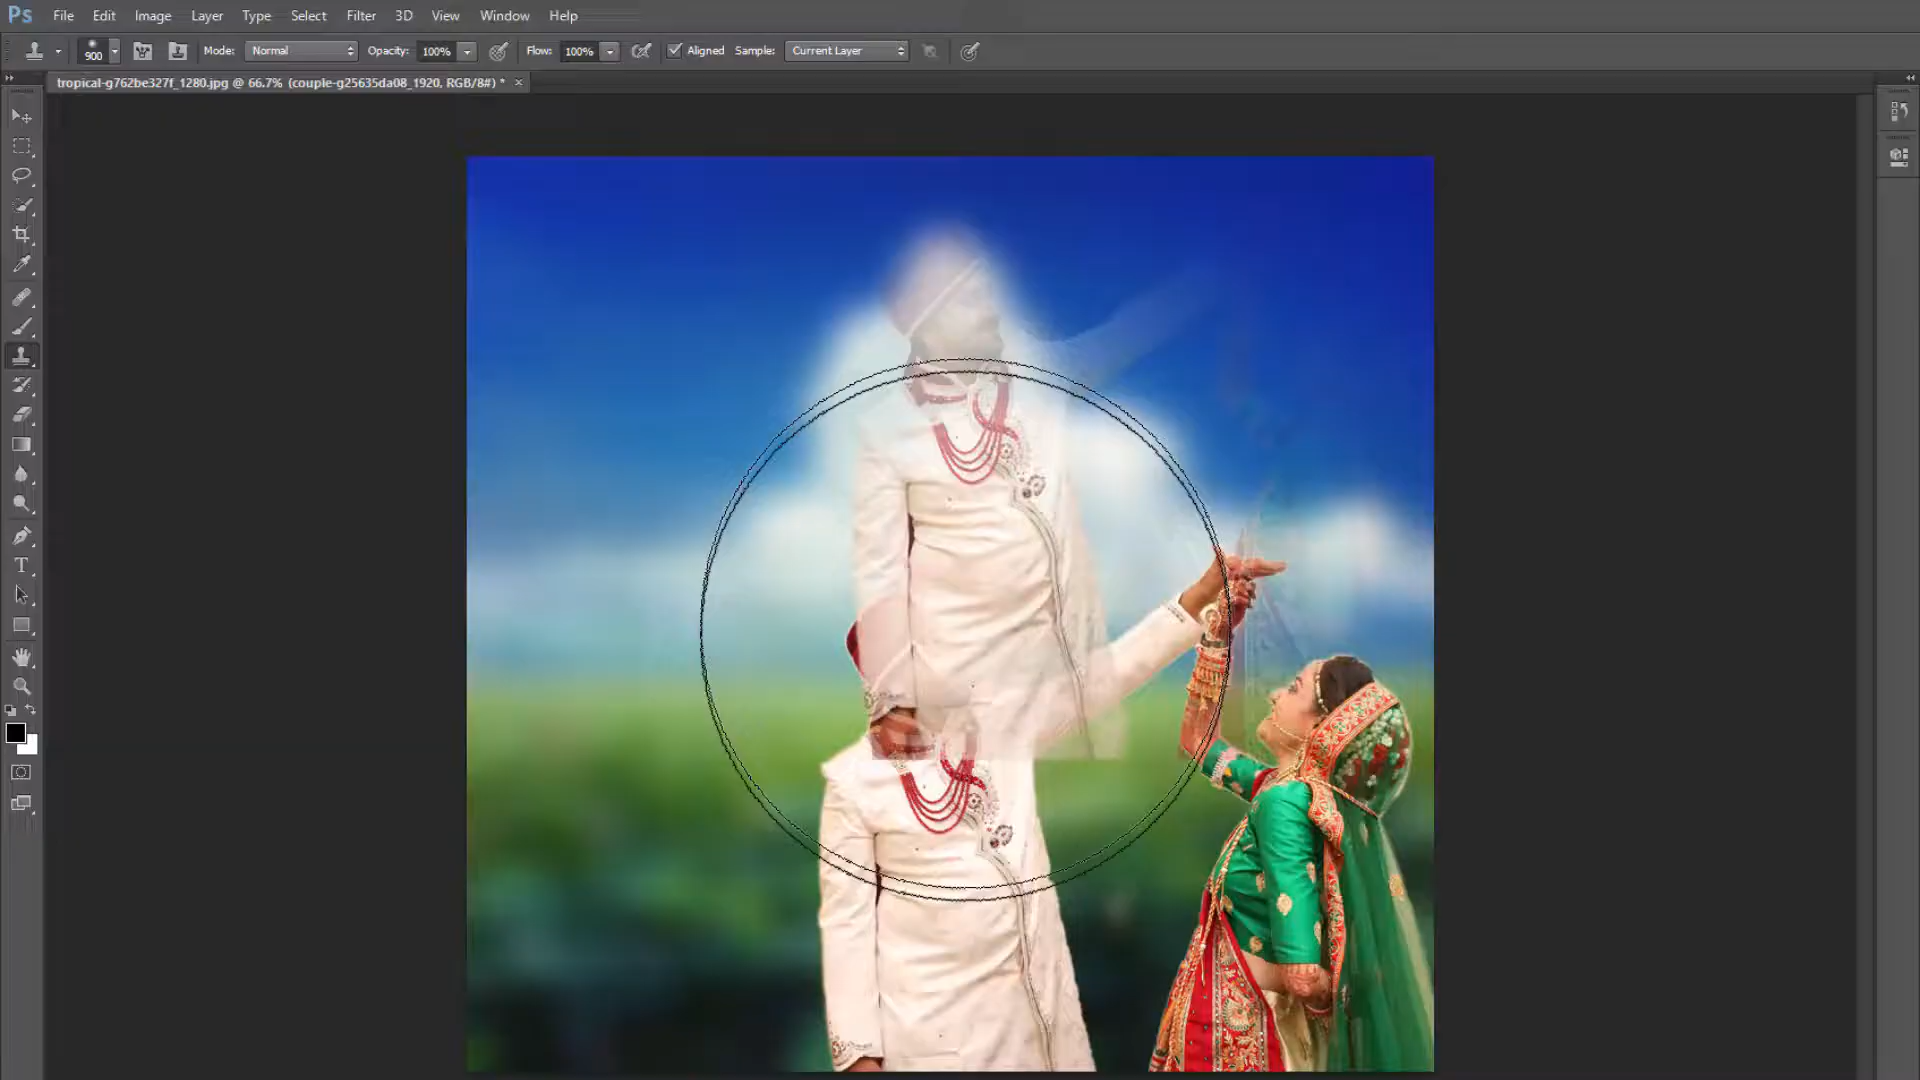 Ps File Edit Image Layer Type Select Filter 3D View Window Help
900 Mode: Normal Opacity: 100% Flow: 100% Aligned Sample: Current Layer
tropical-g762be327f_1280.jpg @ 66.7% (couple-g25635da08_1920, RGB/8#) * ×
T